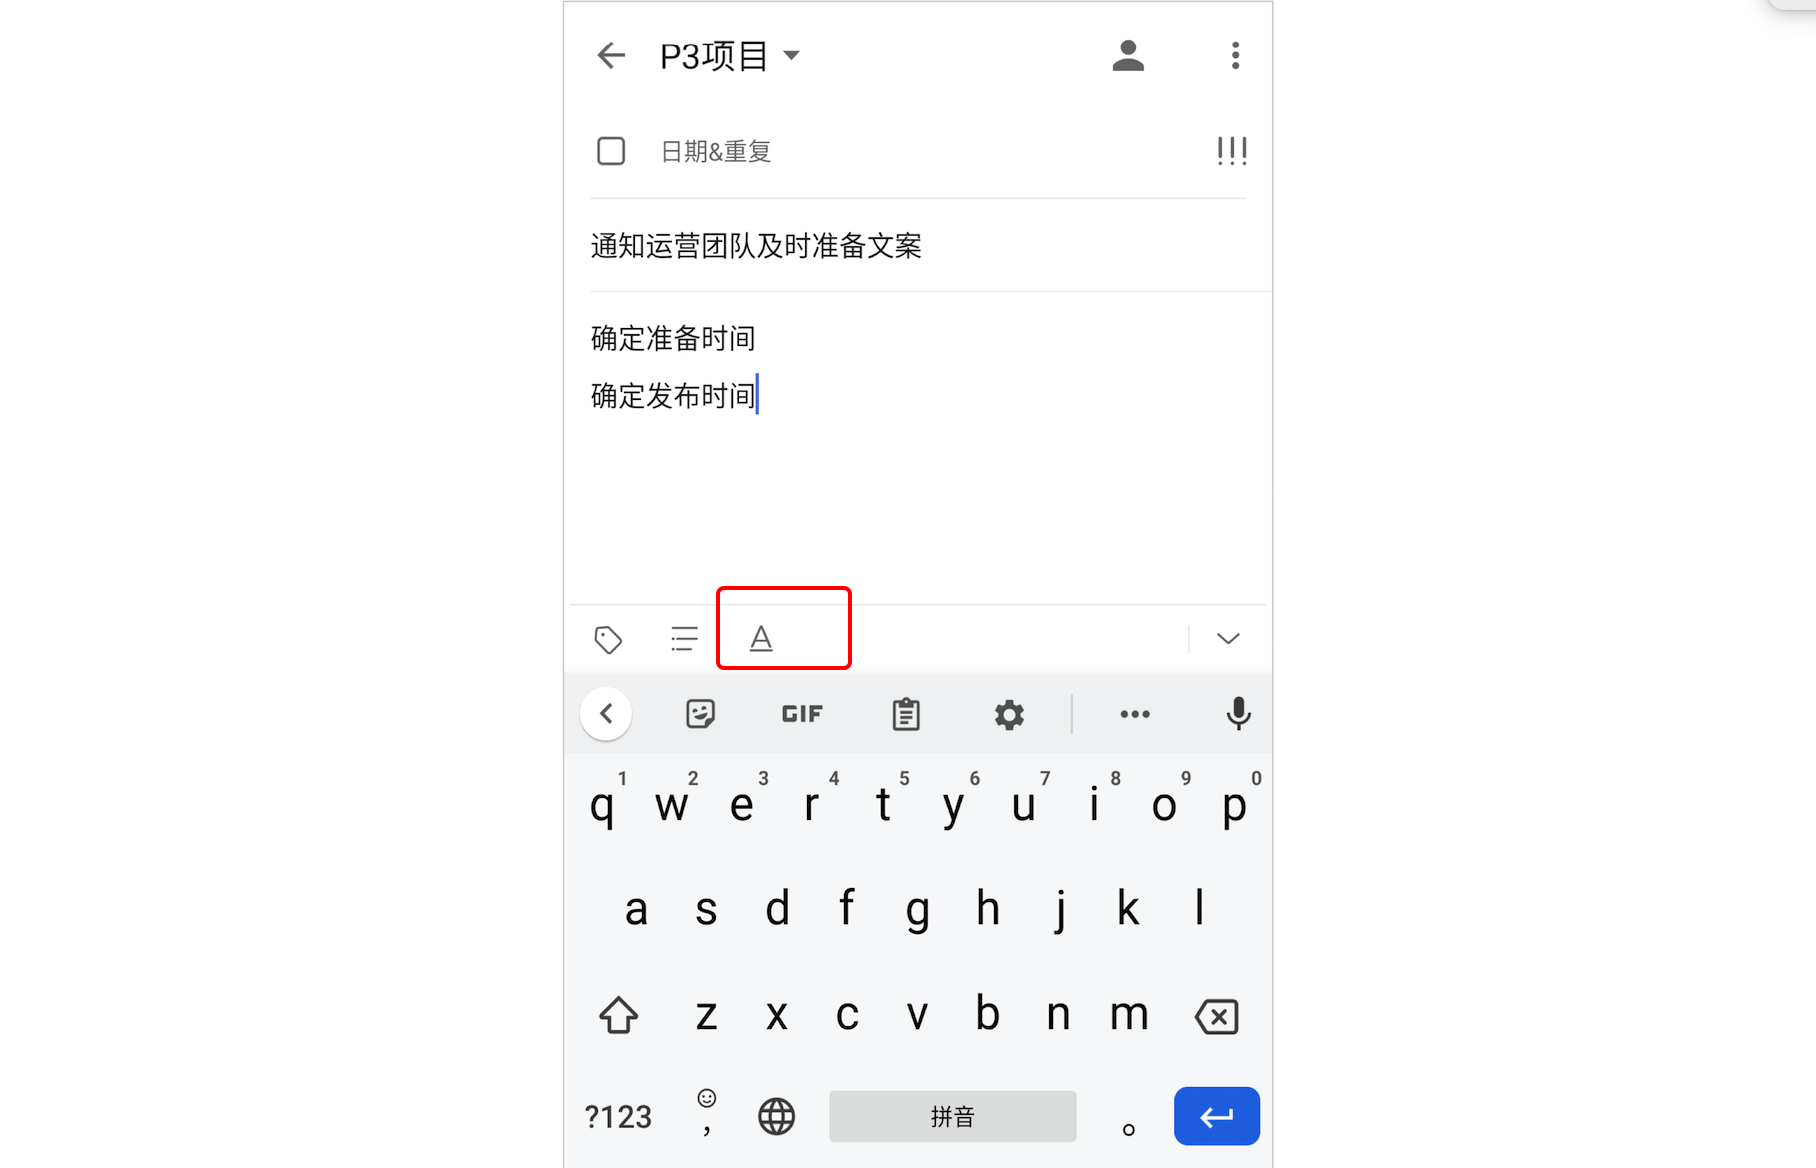 P3项目
日期&重复
!!!
通知运营团队及时准备文案
确定准备时间
确定发布时间
A
GIF
1 2 3 4 5 6 7 8 9 0
q w e r t y u i o p
a s d f g h j k l
z x c v b n m
?123 , 拼音 。